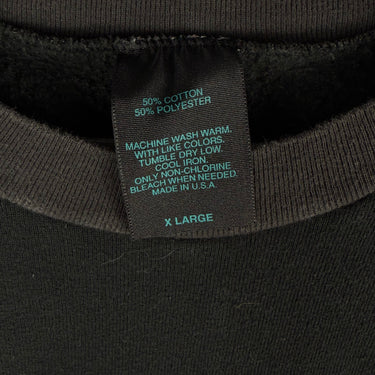 50% COTTON
50% POLYESTER
MACHINE WASH WARM.
WITH LIKE COLORS.
TUMBLE DRY LOW.
COOL IRON.
ONLY NON-CHLORINE
BLEACH WHEN NEEDED.
MADE IN U.S.A.
X LARGE